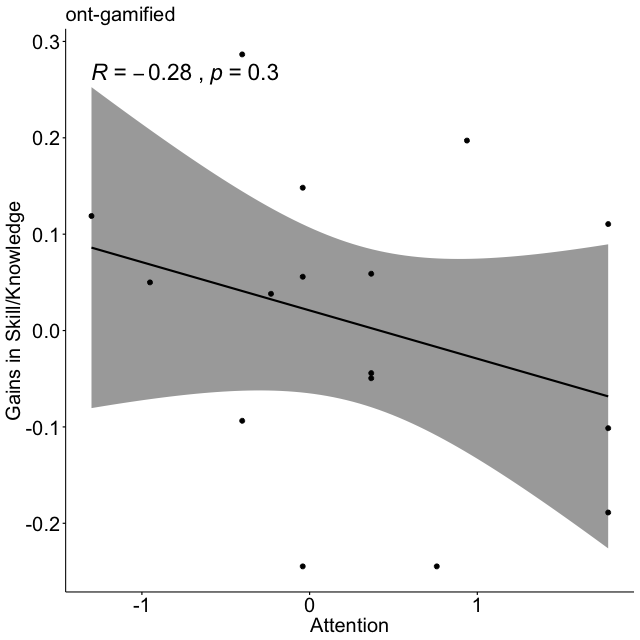 ont-gamified
R = −0.28 , p = 0.3
0.3
0.2
0.1
0.0
-0.1
-0.2
Gains in Skill/Knowledge
-1 0 1
Attention